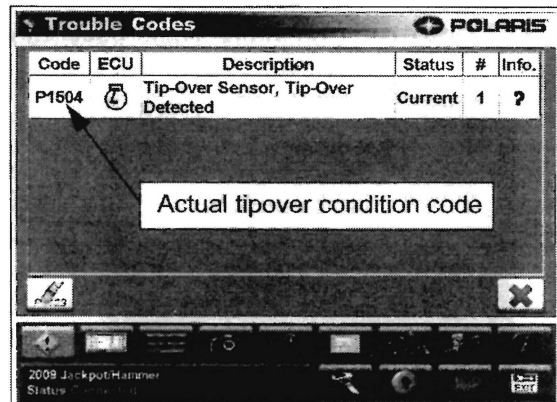 Trouble Codes POLARIS
Code ECU Description Status # Info.
P1504 Tip-Over Sensor, Tip-Over Detected Current 1 ?
Actual tipover condition code
2009 Jackpot/Hammer
Status
EXIT